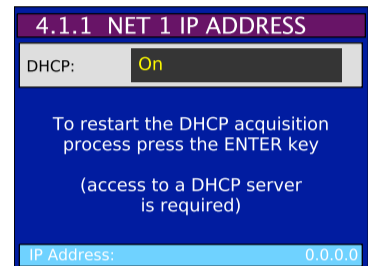 4.1.1 NET 1 IP ADDRESS
DHCP: On
To restart the DHCP acquisition
process press the ENTER key
(access to a DHCP server
is required)
IP Address: 0.0.0.0